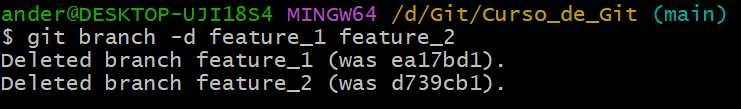 ander@DESKTOP-UJI18S4 MINGW64 /d/Git/Curso_de_Git (main)
$ git branch -d feature_1 feature_2
Deleted branch feature_1 (was ea17bd1).
Deleted branch feature_2 (was d739cb1).